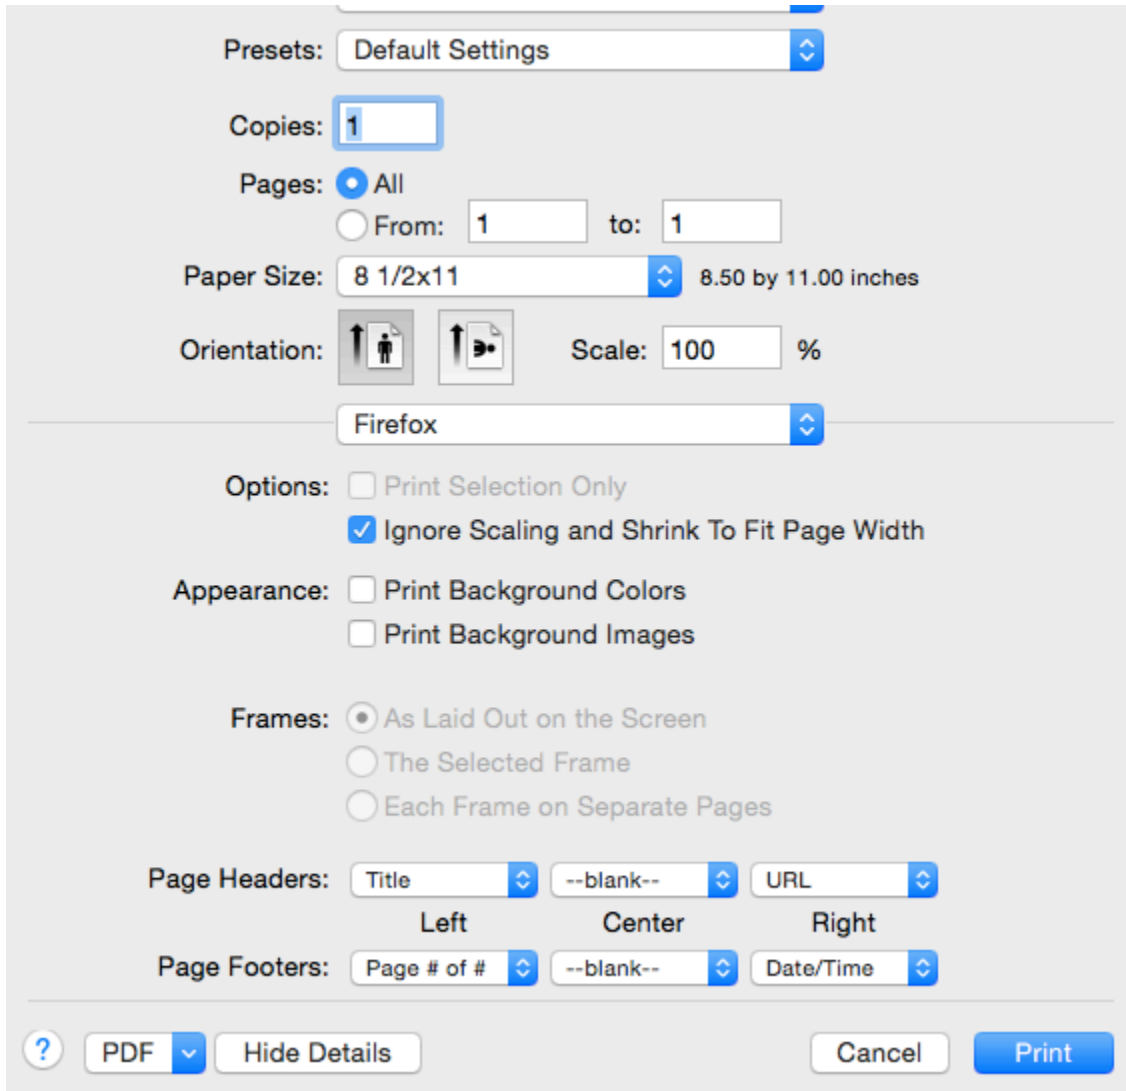 Presets: Default Settings
Copies: 1
Pages: All
From: 1 to: 1
Paper Size: 8 1/2x11 8.50 by 11.00 inches
Orientation: Scale: 100 %
Firefox
Options: Print Selection Only
Ignore Scaling and Shrink To Fit Page Width
Appearance: Print Background Colors
Print Background Images
Frames: As Laid Out on the Screen
The Selected Frame
Each Frame on Separate Pages
Page Headers: Title --blank-- URL
Left Center Right
Page Footers: Page # of # --blank-- Date/Time
? PDF Hide Details Cancel Print